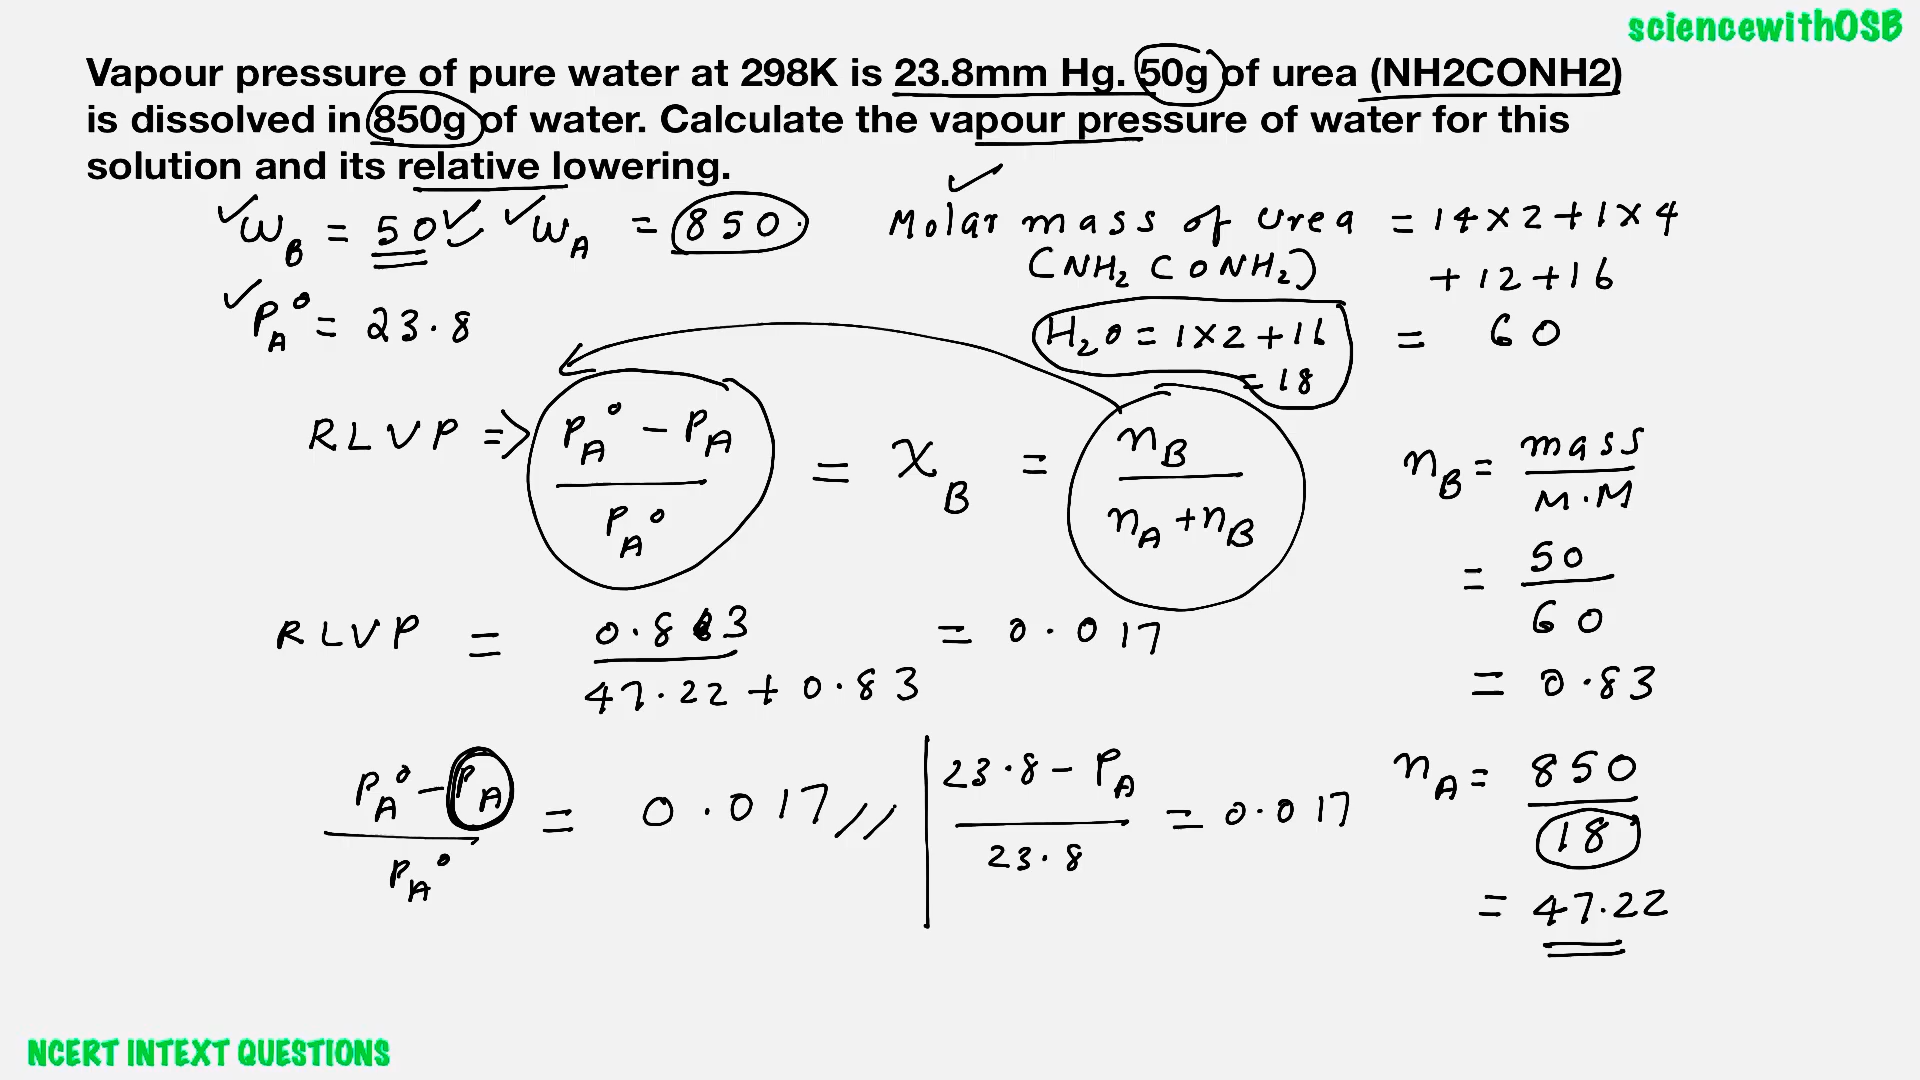 sciencewithOSB
Vapour pressure of pure water at 298K is 23.8mm Hg. 50g of urea (NH2CONH2)
is dissolved in 850g of water. Calculate the vapour pressure of water for this
solution and its relative lowering.
✓W_B = 50✓ ✓W_A = 850.
✓P_A° = 23.8
Molar mass of urea = 14×2+1×4
(NH₂CONH₂) +12+16
= 60
H₂O = 1×2+16
= 18
RLVP ⇒ P_A° - P_A / P_A° = x_B = n_B / n_A + n_B
n_B = mass / M.M
= 50 / 60
= 0.83
RLVP = 0.83 / 47.22 + 0.83 = 0.017
P_A° - P_A / P_A° = 0.017 //
23.8 - P_A / 23.8 = 0.017
n_A = 850 / 18
= 47.22
NCERT INTEXT QUESTIONS